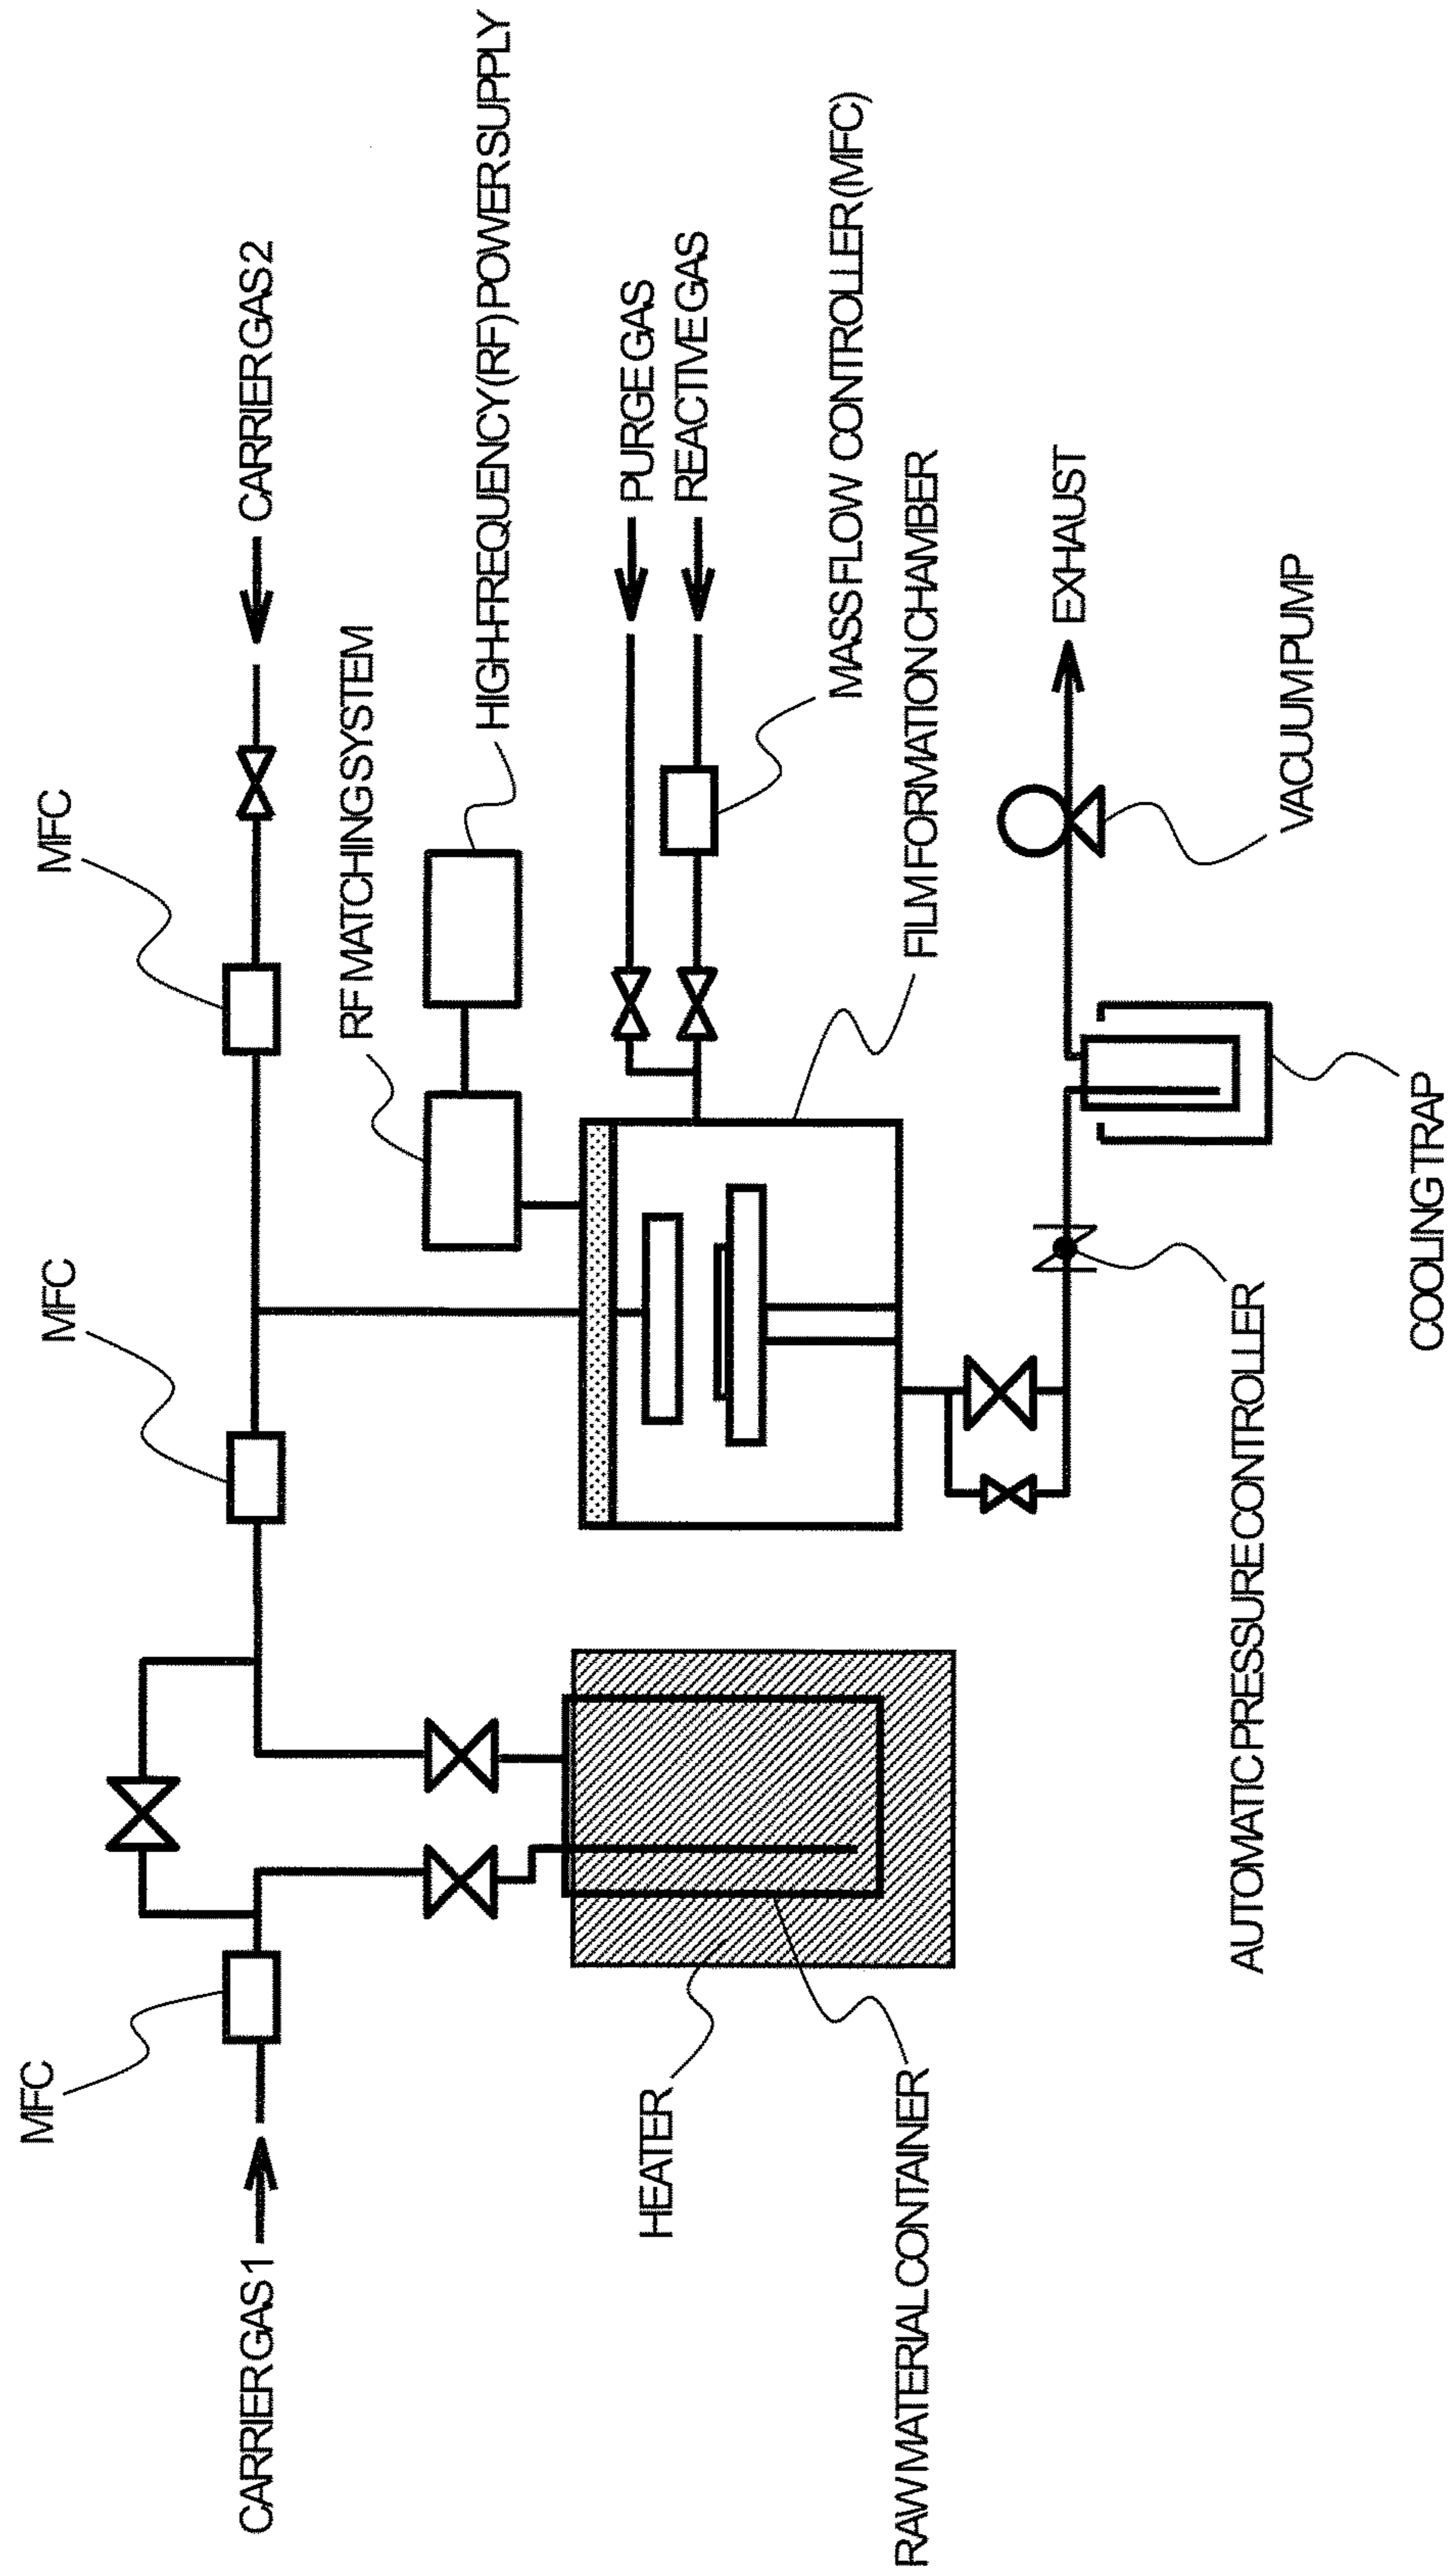 CARRIER GAS 1
MFC
MFC
MFC
CARRIER GAS 2
RF MATCHING SYSTEM
HIGH-FREQUENCY (RF) POWER SUPPLY
PURGE GAS
REACTIVE GAS
HEATER
MASS FLOW CONTROLLER (MFC)
RAW MATERIAL CONTAINER
FILM FORMATION CHAMBER
EXHAUST
AUTOMATIC PRESSURE CONTROLLER
VACUUM PUMP
COOLING TRAP